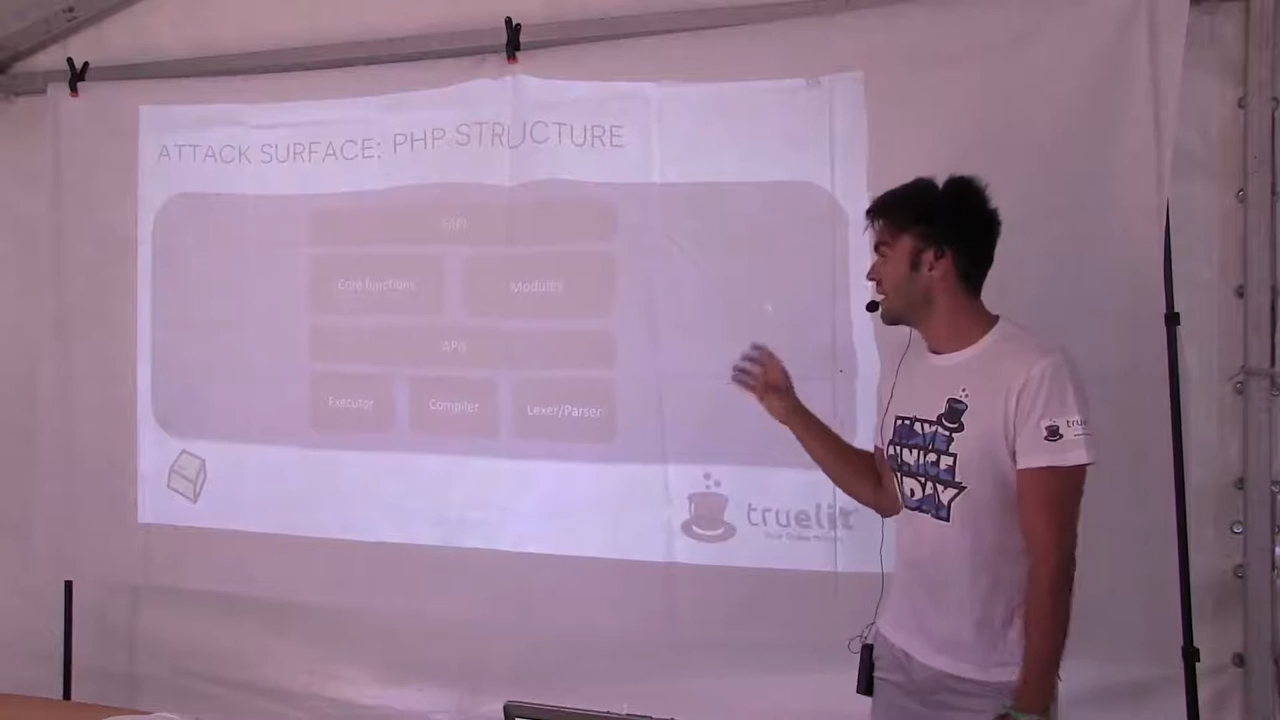 ATTACK SURFACE: PHP STRUCTURE
SAPI
Core functions
Modules
APIs
Executor
Compiler
Lexer/Parser
truelit
HAVE
A NICE
DAY